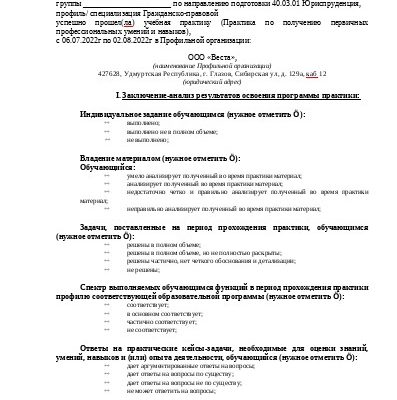 группы ______________________ по направлению подготовки 40.03.01 Юриспруденция,
профиль/ специализация Гражданско-правовой
успешно прошел(ла) учебная практику (Практика по получению первичных
профессиональных умений и навыков),
с 06.07.2022г по 02.08.2022г в Профильной организации:
ООО «Веста»,
(наименование Профильной организации)
427628, Удмуртская Республика, г. Глазов, Сибирская ул, д. 129а, каб 12
(юридический адрес)
I. Заключение-анализ результатов освоения программы практики:
Индивидуальное задание обучающимся (нужное отметить Ö):
↔ выполнено;
↔ выполнено не в полном объеме;
↔ не выполнено;
Владение материалом (нужное отметить Ö):
Обучающийся:
↔ умело анализирует полученный во время практики материал;
↔ анализирует полученный во время практики материал;
↔ недостаточно четко и правильно анализирует полученный во время практики
материал;
↔ неправильно анализирует полученный во время практики материал;
Задачи, поставленные на период прохождения практики, обучающимся
(нужное отметить Ö):
↔ решены в полном объеме;
↔ решены в полном объеме, но не полностью раскрыты;
↔ решены частично, нет четкого обоснования и детализации;
↔ не решены;
Спектр выполняемых обучающимся функций в период прохождения практики
профилю соответствующей образовательной программы (нужное отметить Ö):
↔ соответствует;
↔ в основном соответствует;
↔ частично соответствует;
↔ не соответствует;
Ответы на практические кейсы-задачи, необходимые для оценки знаний,
умений, навыков и (или) опыта деятельности, обучающийся (нужное отметить Ö):
↔ дает аргументированные ответы на вопросы;
↔ дает ответы на вопросы по существу;
↔ дает ответы на вопросы не по существу;
↔ не может ответить на вопросы;